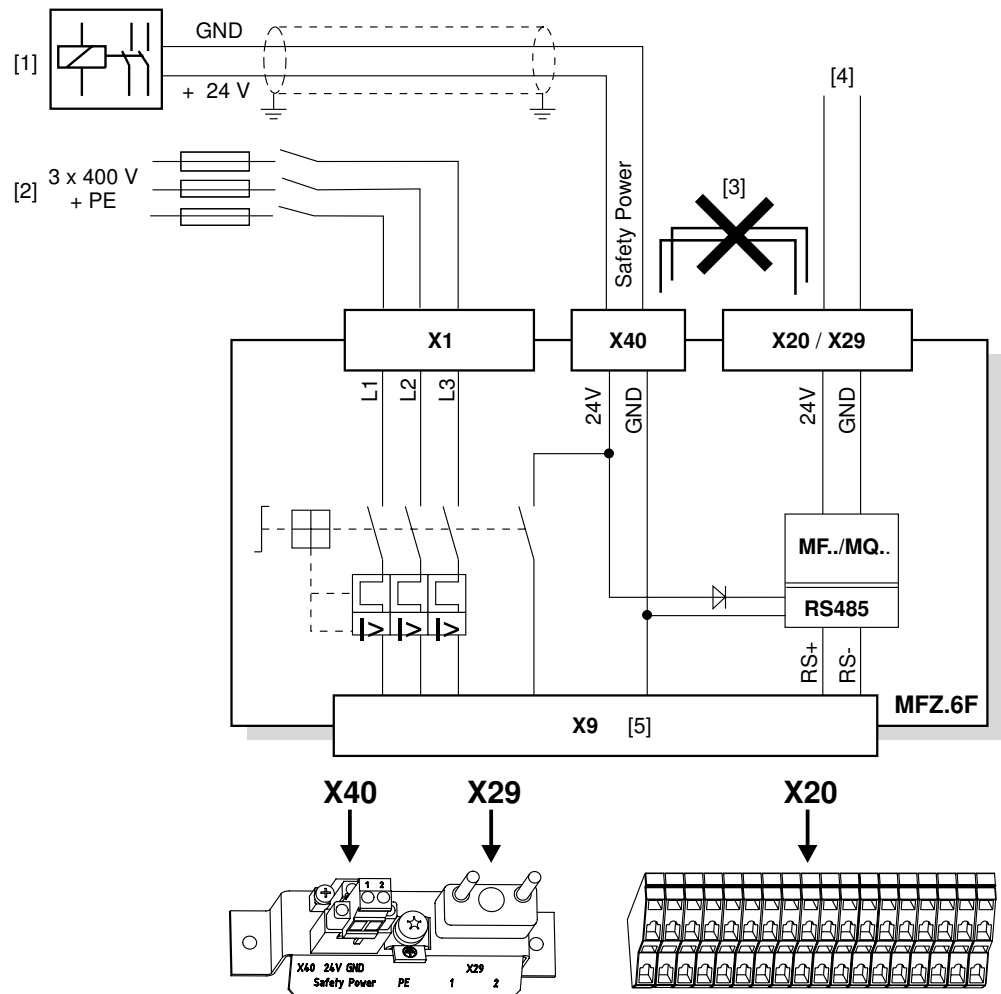 [1]
GND
+ 24 V
[4]
[2]
3 x 400 V
+ PE
Safety Power
[3]
X1
X40
X20 / X29
L1
L2
L3
24V
GND
24V
GND
MF../MQ..
RS485
I>
I>
I>
RS+
RS-
MFZ.6F
X9 [5]
X40
X29
X20
1 2
X40 24V GND
X29
Safety Power PE 1 2